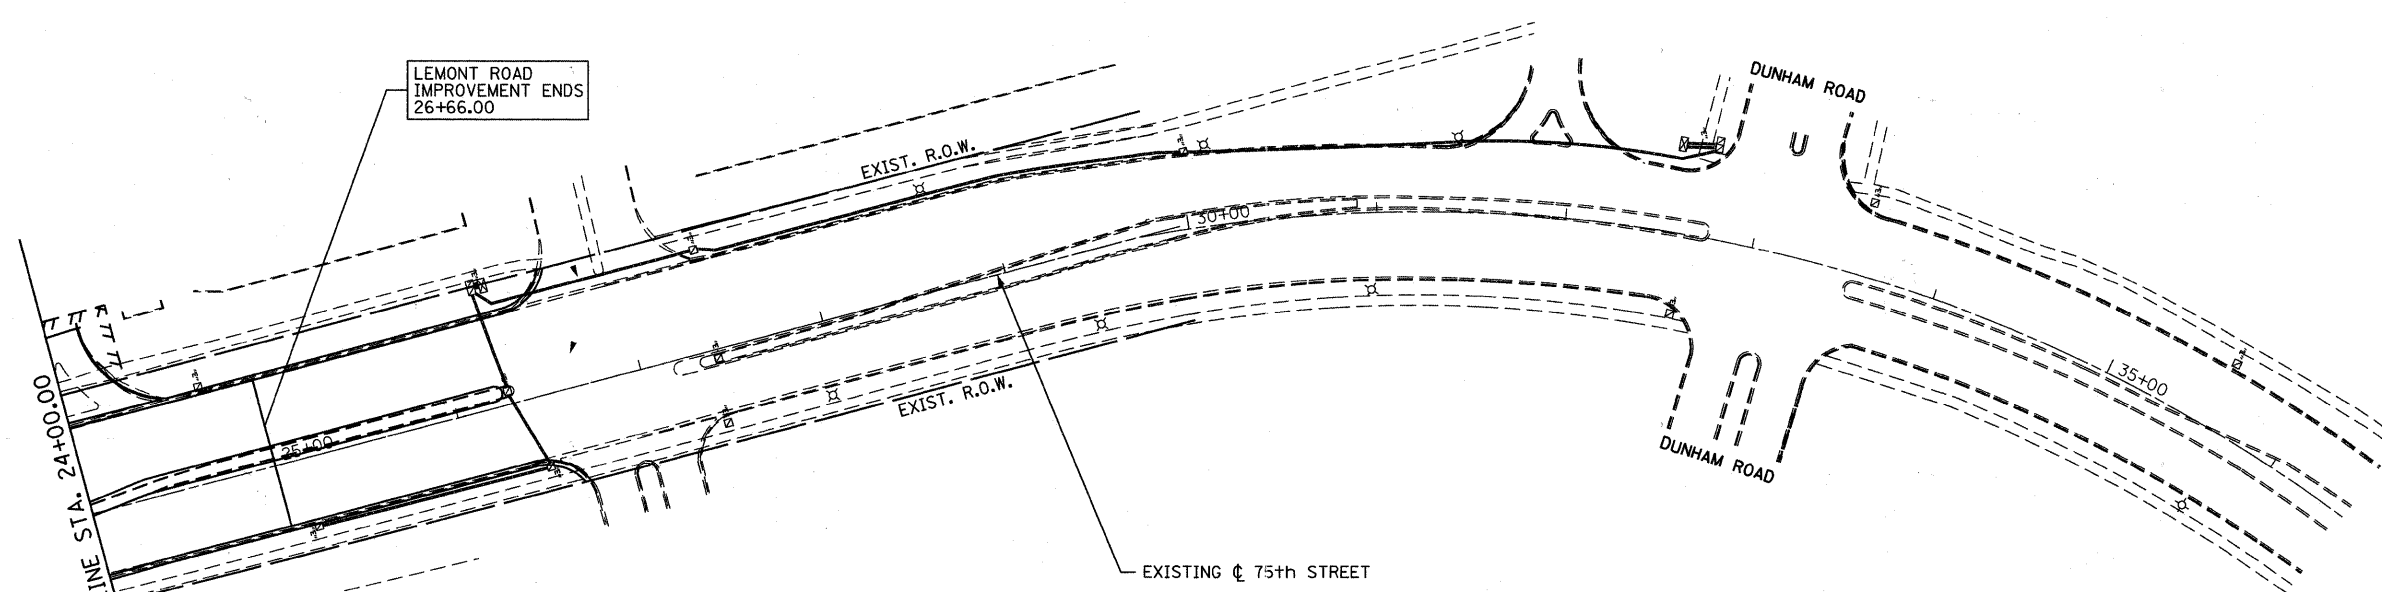 LEMONT ROAD
IMPROVEMENT ENDS
26+66.00
DUNHAM ROAD
EXIST. R.O.W.
30+00
35+00
EXIST. R.O.W.
25+00
DUNHAM ROAD
LINE STA. 24+00.00
EXISTING ℄ 75th STREET